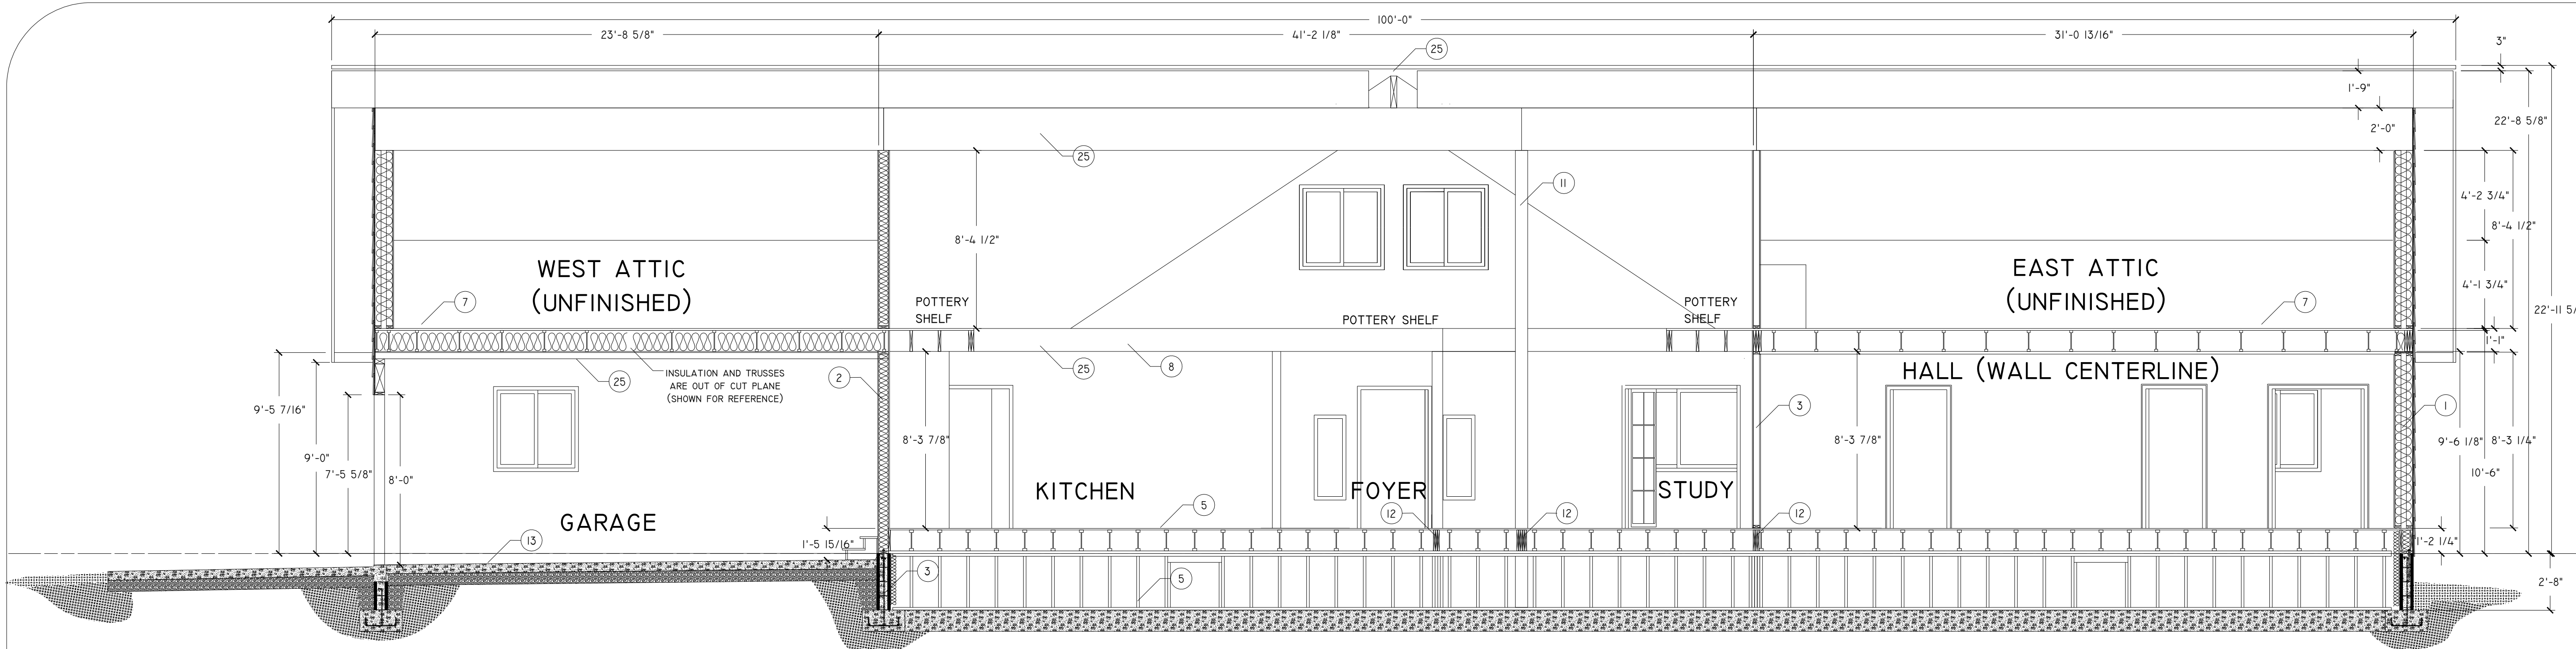 100'-0"
23'-8 5/8"
41'-2 1/8"
31'-0 13/16"
3"
25
1'-9"
22'-8 5/8"
2'-0"
25
11
4'-2 3/4"
8'-4 1/2"
8'-4 1/2"
WEST ATTIC
(UNFINISHED)
EAST ATTIC
(UNFINISHED)
4'-1 3/4"
7
POTTERY
SHELF
POTTERY SHELF
POTTERY
SHELF
7
22'-11 5/
1'-1"
25
8
INSULATION AND TRUSSES
ARE OUT OF CUT PLANE
(SHOWN FOR REFERENCE)
25
2
HALL (WALL CENTERLINE)
3
1
9'-5 7/16"
8'-3 7/8"
8'-3 7/8"
9'-6 1/8"
8'-3 1/4"
9'-0"
7'-5 5/8"
8'-0"
10'-6"
KITCHEN
FOYER
STUDY
5
12
12
12
GARAGE
13
1'-5 15/16"
1'-2 1/4"
3
5
2'-8"